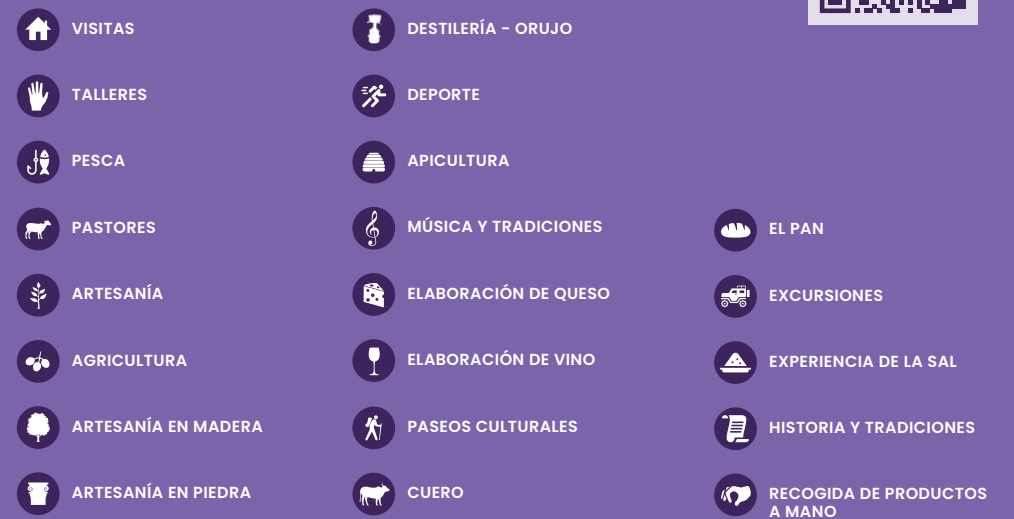 VISITAS
TALLERES
PESCA
PASTORES
ARTESANÍA
AGRICULTURA
ARTESANÍA EN MADERA
ARTESANÍA EN PIEDRA
DESTILERÍA - ORUJO
DEPORTE
APICULTURA
MÚSICA Y TRADICIONES
ELABORACIÓN DE QUESO
ELABORACIÓN DE VINO
PASEOS CULTURALES
CUERO
EL PAN
EXCURSIONES
EXPERIENCIA DE LA SAL
HISTORIA Y TRADICIONES
RECOGIDA DE PRODUCTOS
A MANO